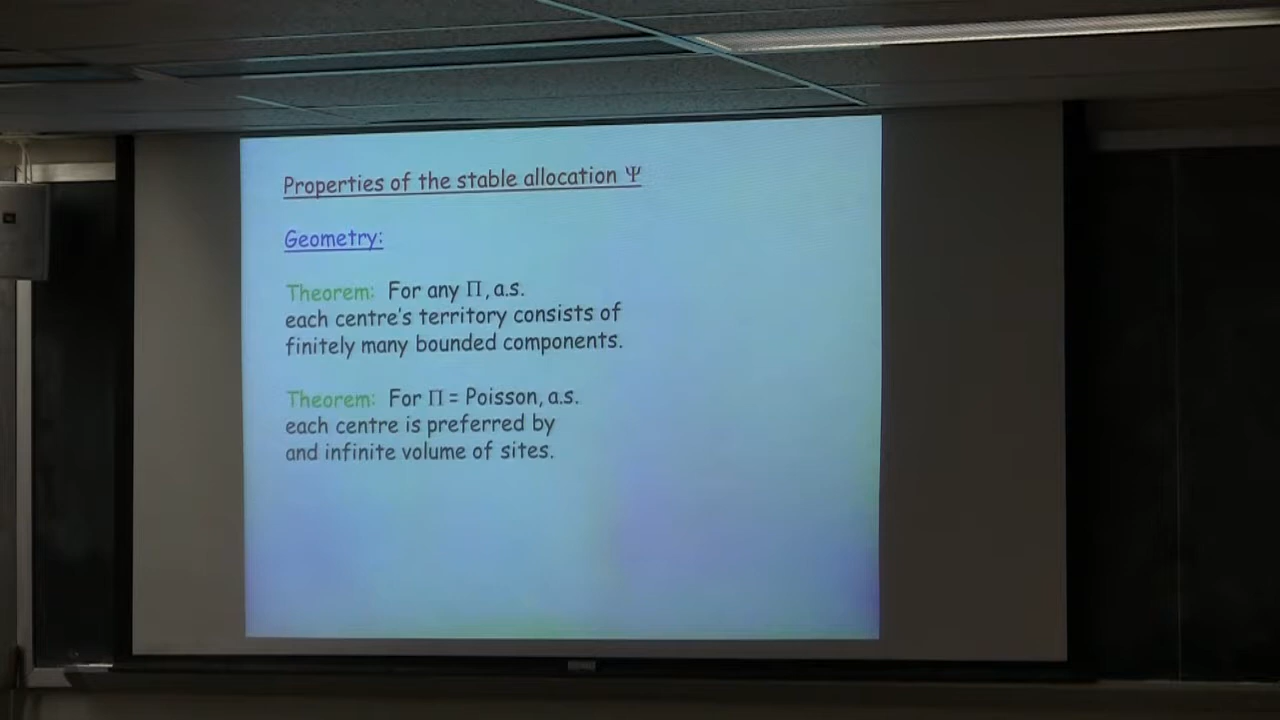 Properties of the stable allocation Ψ
Geometry:
Theorem: For any Π, a.s.
each centre's territory consists of
finitely many bounded components.
Theorem: For Π = Poisson, a.s.
each centre is preferred by
and infinite volume of sites.